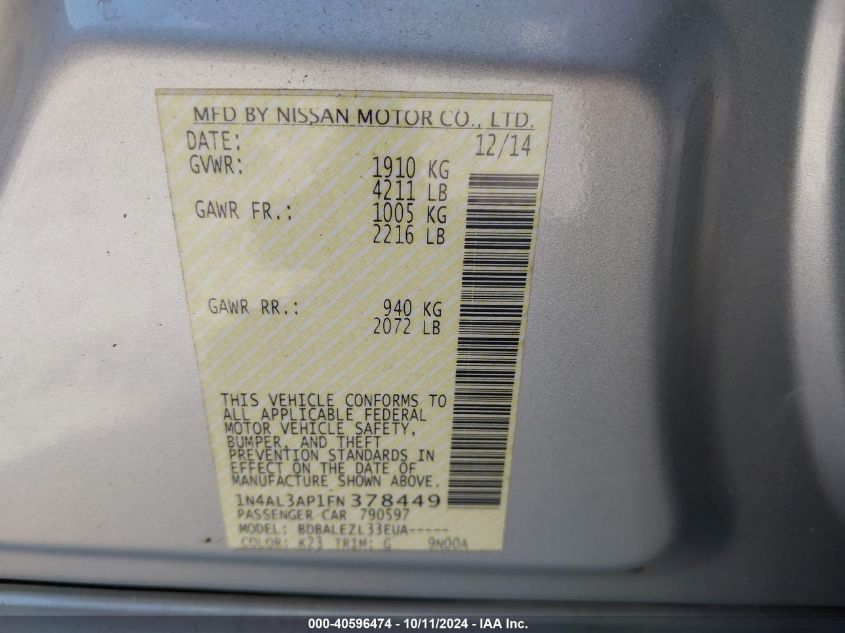 MFD BY NISSAN MOTOR CO., LTD.
DATE: 12/14
GVWR: 1910 KG
4211 LB
GAWR FR.: 1005 KG
2216 LB
GAWR RR.: 940 KG
2072 LB
THIS VEHICLE CONFORMS TO
ALL APPLICABLE FEDERAL
MOTOR VEHICLE SAFETY,
BUMPER, AND THEFT
PREVENTION STANDARDS IN
EFFECT ON THE DATE OF
MANUFACTURE SHOWN ABOVE.
1N4AL3AP1FN378449
PASSENGER CAR 790597
MODEL: BDBALEZL33EUA-----
COLOR: K23 TRIM: G 9N00A
000-40596474 - 10/11/2024 - IAA Inc.